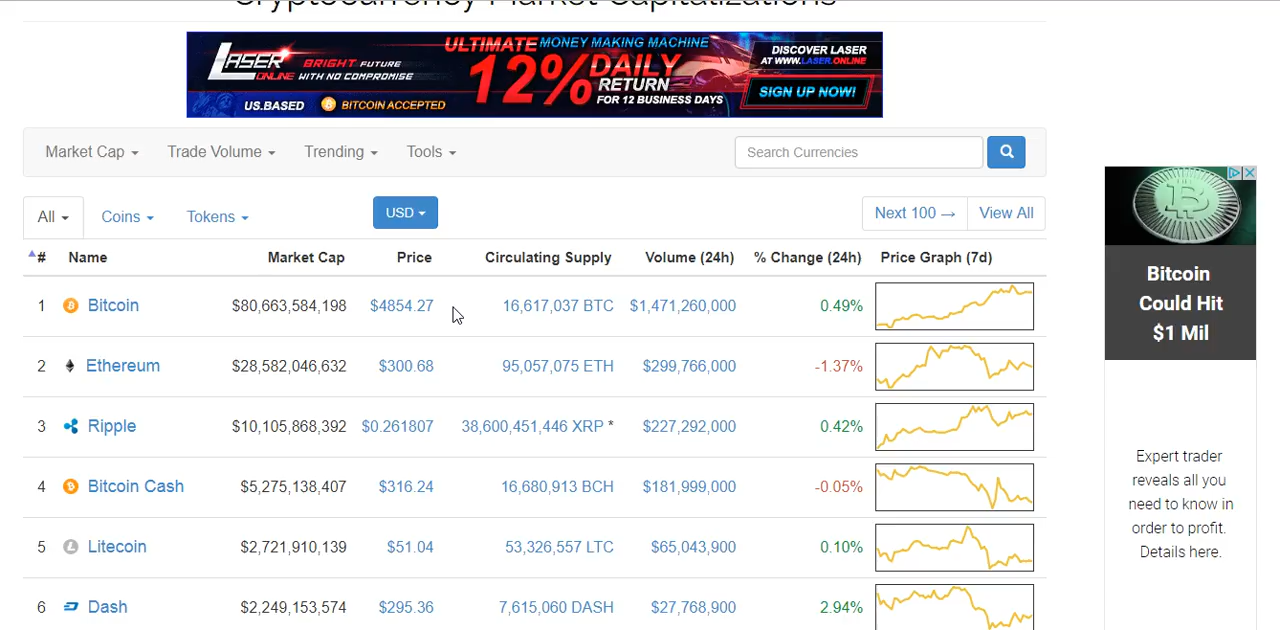 Cryptocurrency Market Capitalizations
LASER ONLINE BRIGHT FUTURE WITH NO COMPROMISE
US.BASED BITCOIN ACCEPTED
ULTIMATE MONEY MAKING MACHINE
12% DAILY RETURN
FOR 12 BUSINESS DAYS
DISCOVER LASER
AT WWW.LASER.ONLINE
SIGN UP NOW!
Market Cap Trade Volume Trending Tools Search Currencies
All Coins Tokens USD Next 100 → View All
# Name Market Cap Price Circulating Supply Volume (24h) % Change (24h) Price Graph (7d)
1 Bitcoin $80,663,584,198 $4854.27 16,617,037 BTC $1,471,260,000 0.49%
2 Ethereum $28,582,046,632 $300.68 95,057,075 ETH $299,766,000 -1.37%
3 Ripple $10,105,868,392 $0.261807 38,600,451,446 XRP * $227,292,000 0.42%
4 Bitcoin Cash $5,275,138,407 $316.24 16,680,913 BCH $181,999,000 -0.05%
5 Litecoin $2,721,910,139 $51.04 53,326,557 LTC $65,043,900 0.10%
6 Dash $2,249,153,574 $295.36 7,615,060 DASH $27,768,900 2.94%
Bitcoin
Could Hit
$1 Mil
Expert trader
reveals all you
need to know in
order to profit.
Details here.